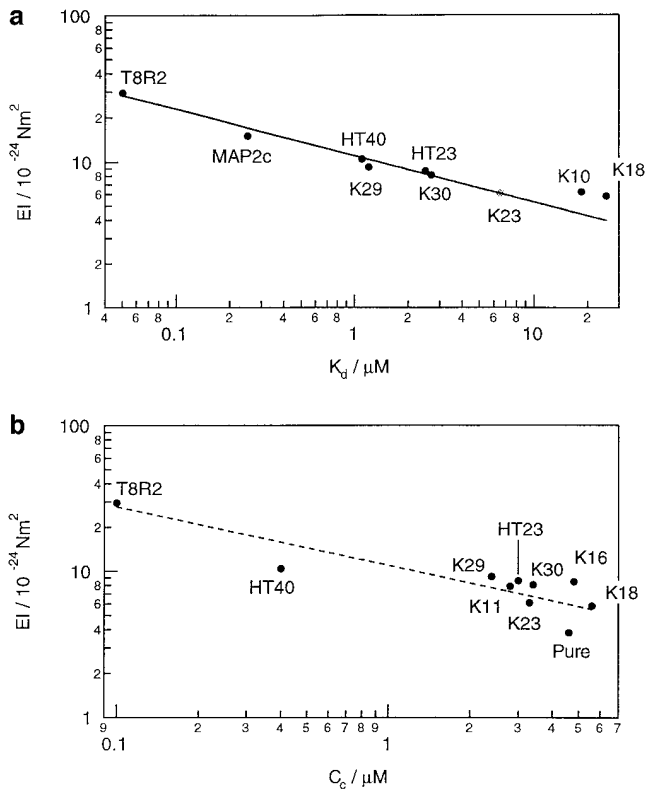 a
100
8
6
4
2
10
8
6
4
2
1
EI / 10 -24 Nm2
T8R2
MAP2c
HT40
K29
HT23
K30
K23
K10
K18
4 6 8 2 4 6 8 2 4 6 8 2
0.1 1 10
Kd / μM
b
100
8
6
4
2
10
8
6
4
2
1
EI / 10 -24 Nm2
T8R2
HT40
K29
HT23
K30
K16
K11
K23
K18
Pure
9 2 3 4 5 6 7 8 9 2 3 4 5 6 7
0.1 1
Cc / μM